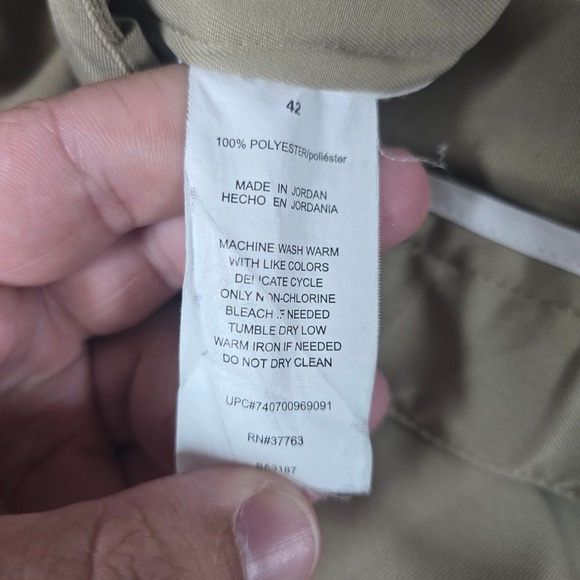 42
100% POLYESTER/poliéster
MADE IN JORDAN
HECHO EN JORDANIA
MACHINE WASH WARM
WITH LIKE COLORS
DELICATE CYCLE
ONLY NON-CHLORINE
BLEACH IF NEEDED
TUMBLE DRY LOW
WARM IRON IF NEEDED
DO NOT DRY CLEAN
UPC#740700969091
RN#37763